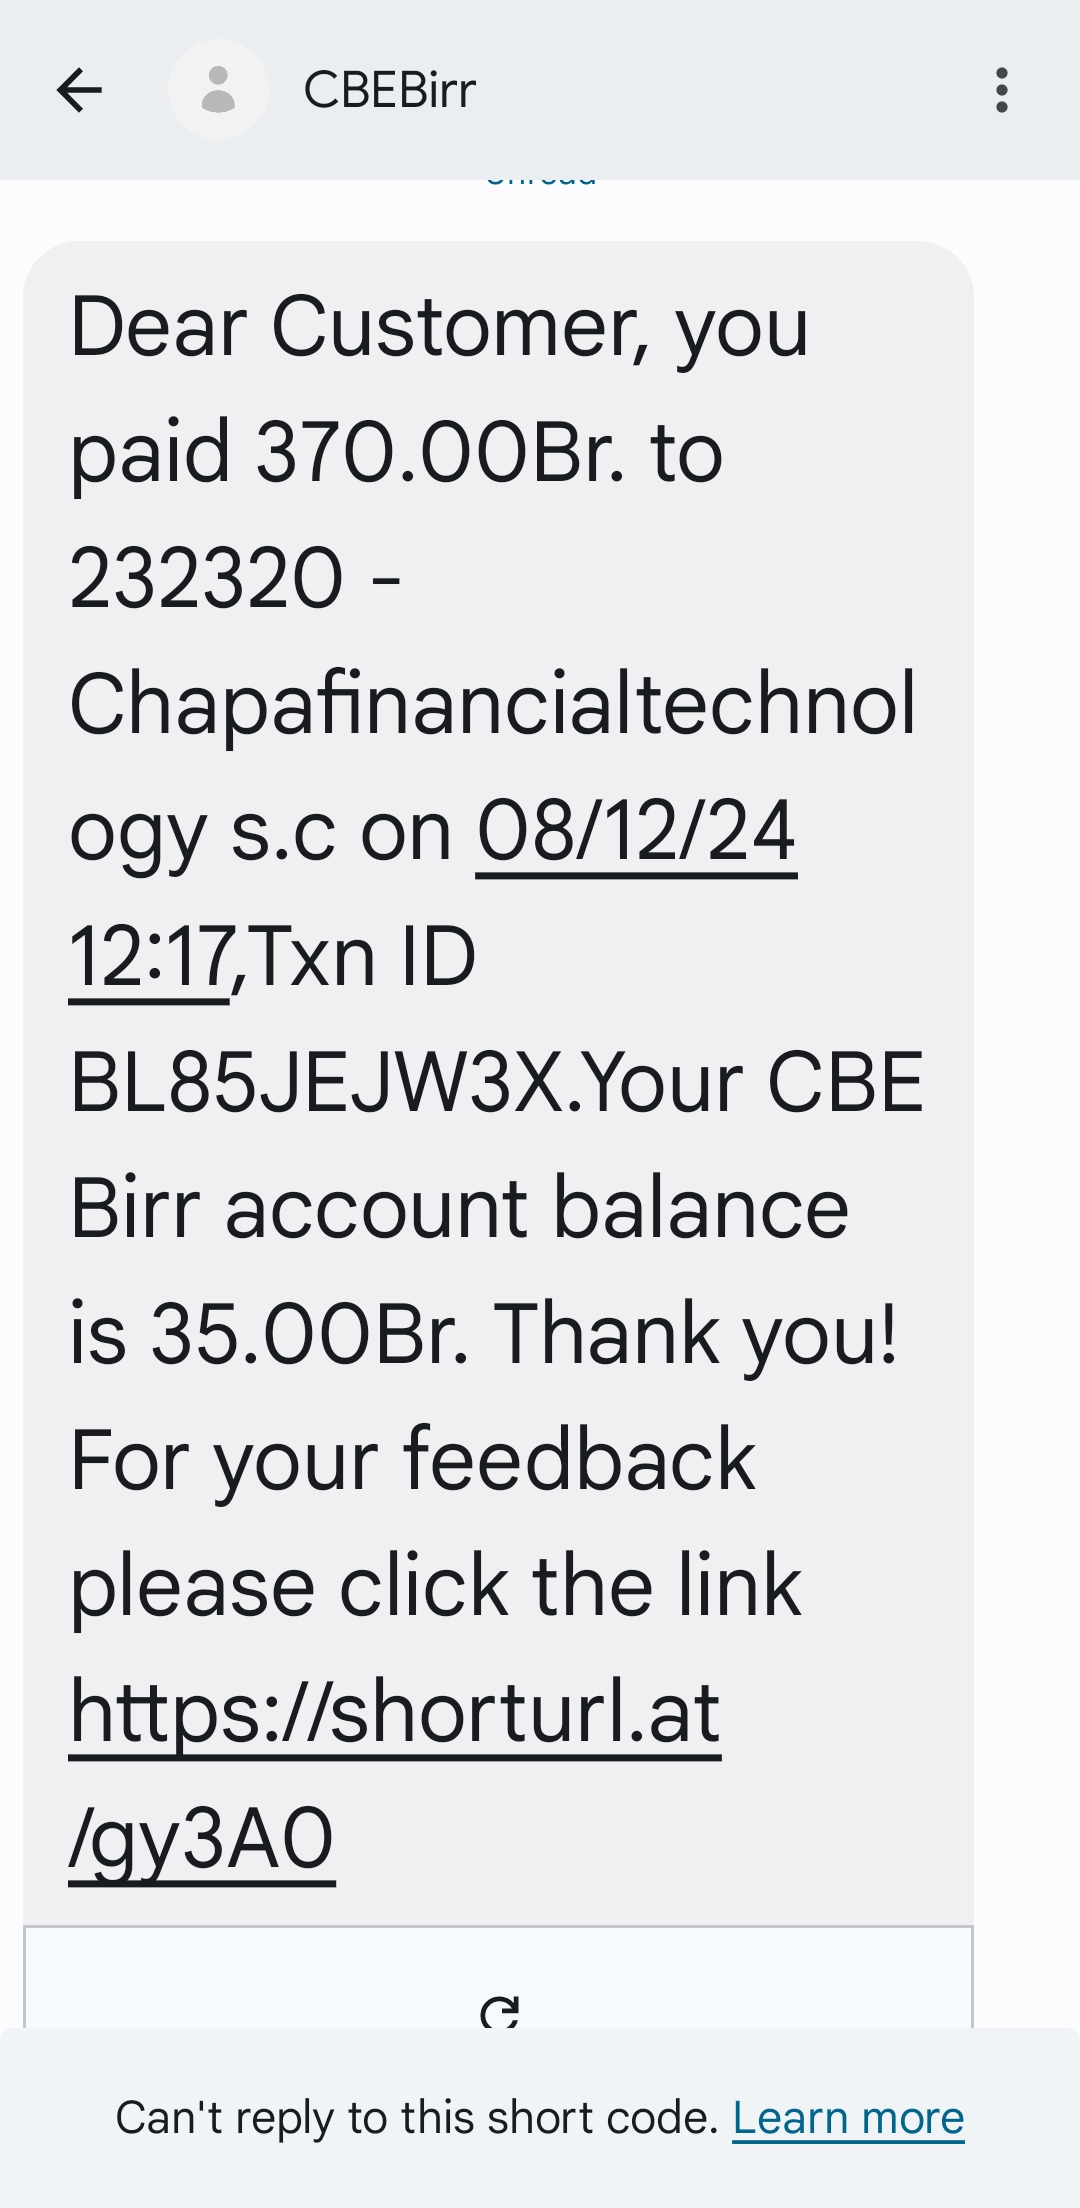 CBEBirr
Dear Customer, you
paid 370.00Br. to
232320 -
Chapafinancialtechnol
ogy s.c on 08/12/24
12:17,Txn ID
BL85JEJW3X.Your CBE
Birr account balance
is 35.00Br. Thank you!
For your feedback
please click the link
https://shorturl.at
/gy3A0
Can't reply to this short code. Learn more